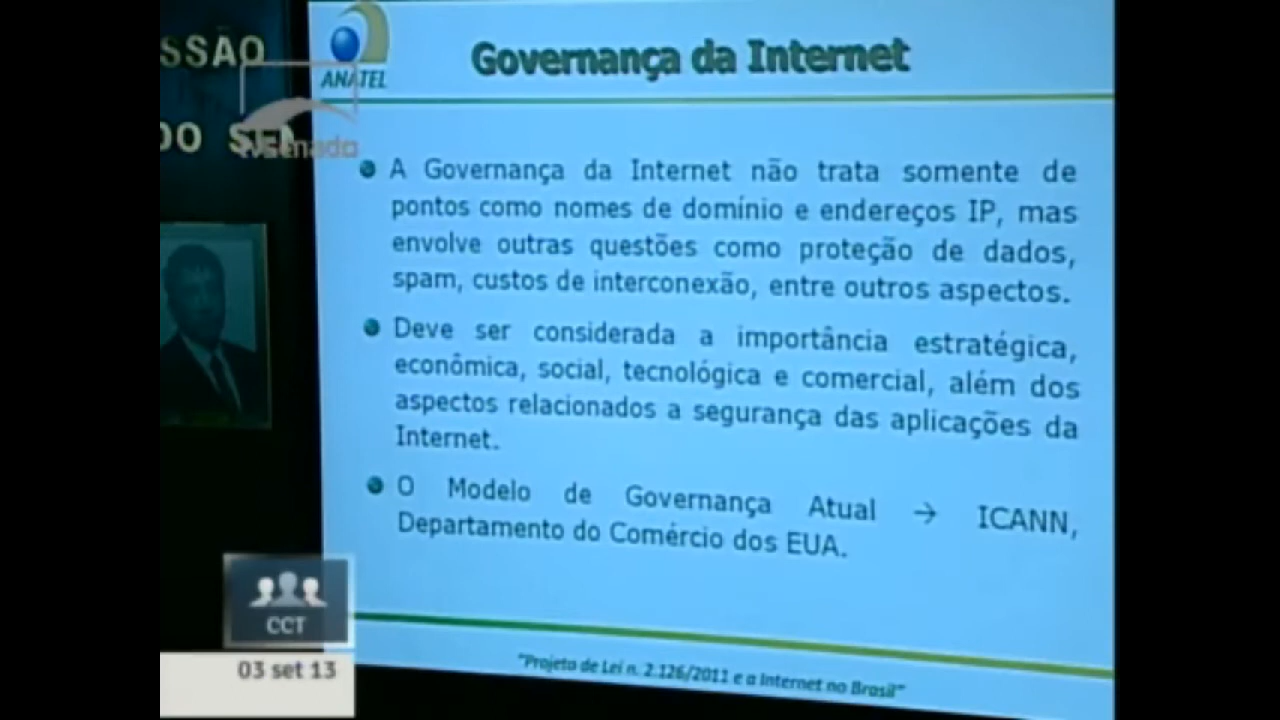 SSÃO
DO SEN
tvsenado
ANATEL
Governança da Internet
A Governança da Internet não trata somente de
pontos como nomes de domínio e endereços IP, mas
envolve outras questões como proteção de dados,
spam, custos de interconexão, entre outros aspectos.
Deve ser considerada a importância estratégica,
econômica, social, tecnológica e comercial, além dos
aspectos relacionados a segurança das aplicações da
Internet.
O Modelo de Governança Atual → ICANN,
Departamento do Comércio dos EUA.
"Projeto de Lei n. 2.126/2011 e a Internet no Brasil"
CCT
03 set 13